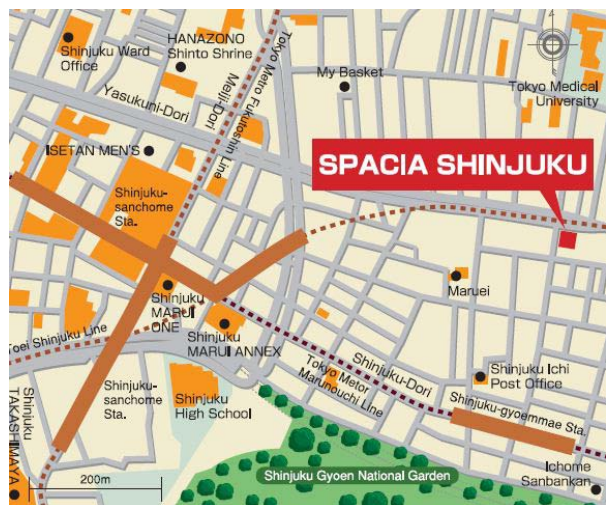 Shinjuku Ward
Office
HANAZONO
Shinto Shrine
Tokyo Metro Fukutoshin Line
Meiji-Dori
My Basket
Tokyo Medical
University
Yasukuni-Dori
ISETAN MEN'S
SPACIA SHINJUKU
Shinjuku-
sanchome
Sta.
Shinjuku
MARUI
ONE
Maruei
Toei Shinjuku Line
Shinjuku
MARUI ANNEX
Shinjuku-Dori
Tokyo Metor
Marunouchi Line
Shinjuku Ichi
Post Office
Shinjuku-
sanchome
Sta.
Shinjuku
High School
Shinjuku-gyoemmae Sta.
Shinjuku
TAKASHIMAYA
200m
Shinjuku Gyoen National Garden
Ichome
Sanbankan